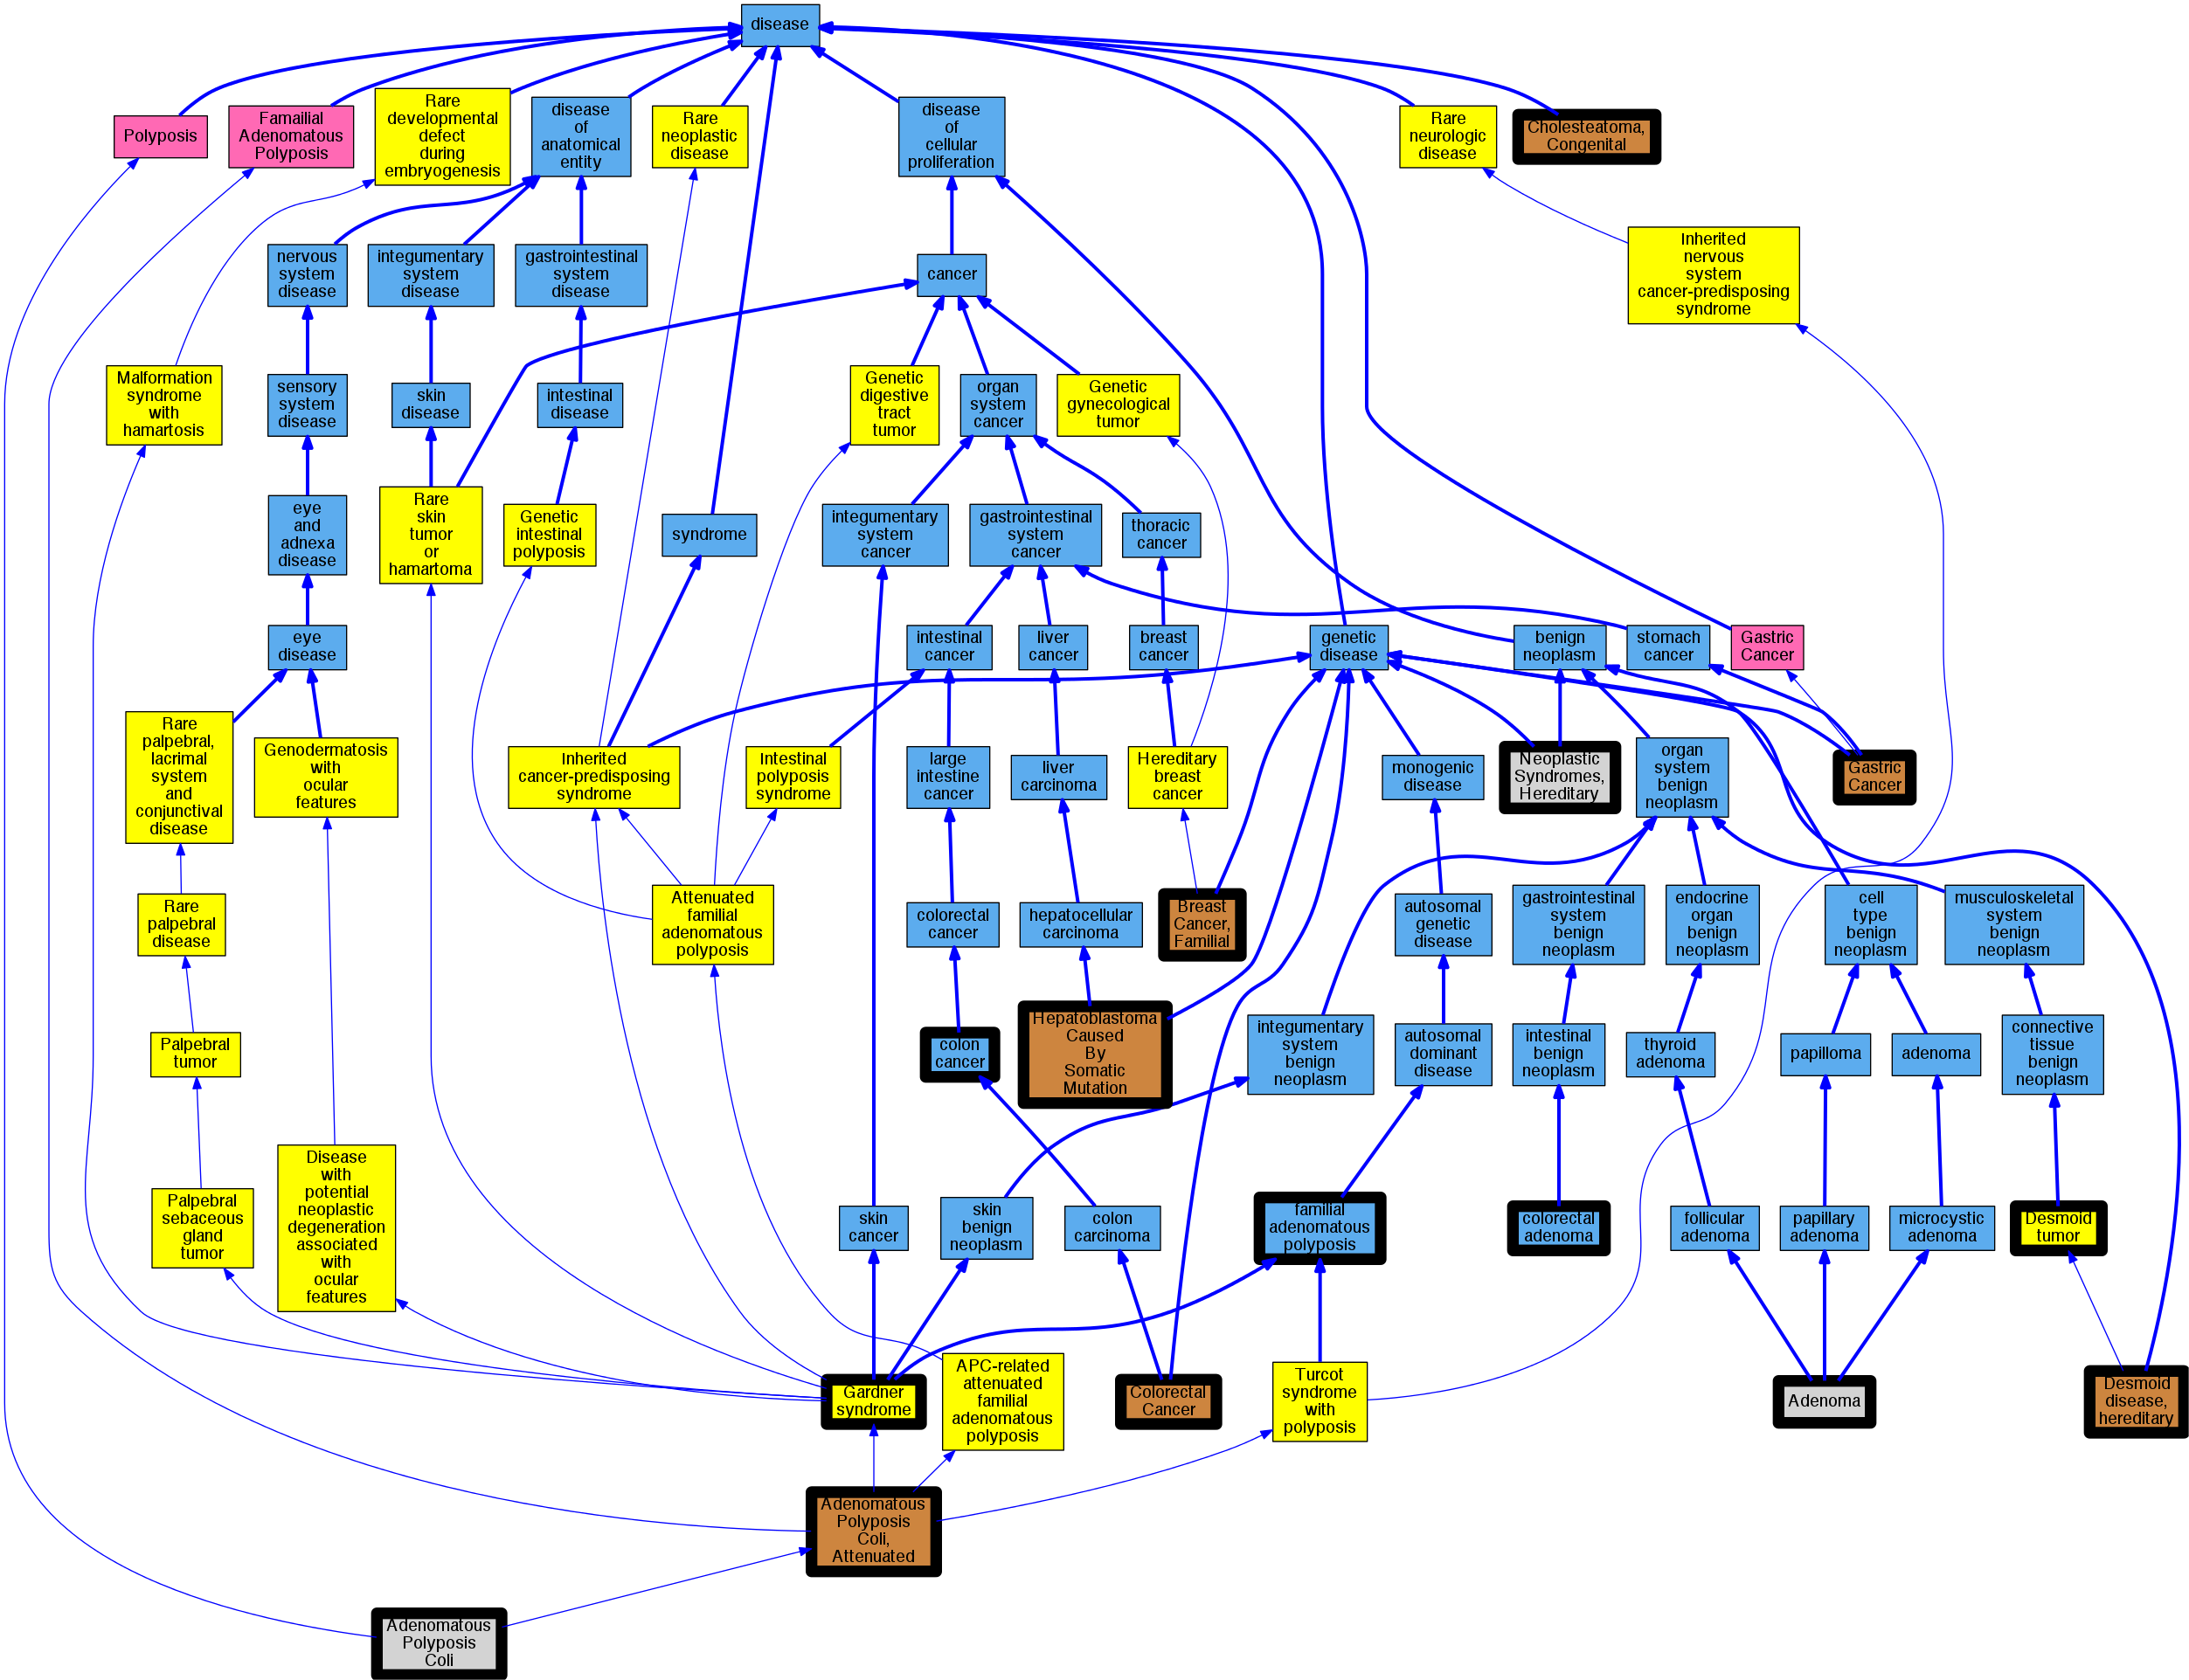 disease
Polyposis
Famailial
Adenomatous
Polyposis
Rare
developmental
defect
during
embryogenesis
disease
of
anatomical
entity
Rare
neoplastic
disease
disease
of
cellular
proliferation
Rare
neurologic
disease
Cholesteatoma,
Congenital
nervous
system
disease
integumentary
system
disease
gastrointestinal
system
disease
cancer
Inherited
nervous
system
cancer-predisposing
syndrome
Malformation
syndrome
with
hamartosis
sensory
system
disease
skin
disease
intestinal
disease
Genetic
digestive
tract
tumor
organ
system
cancer
Genetic
gynecological
tumor
eye
and
adnexa
disease
Rare
skin
tumor
or
hamartoma
Genetic
intestinal
polyposis
syndrome
integumentary
system
cancer
gastrointestinal
system
cancer
thoracic
cancer
eye
disease
intestinal
cancer
liver
cancer
breast
cancer
genetic
disease
benign
neoplasm
stomach
cancer
Gastric
Cancer
Rare
palpebral,
lacrimal
system
and
conjunctival
disease
Genodermatosis
with
ocular
features
Inherited
cancer-predisposing
syndrome
Intestinal
polyposis
syndrome
large
intestine
cancer
liver
carcinoma
Hereditary
breast
cancer
monogenic
disease
Neoplastic
Syndromes,
Hereditary
organ
system
benign
neoplasm
Gastric
Cancer
Rare
palpebral
disease
Attenuated
familial
adenomatous
polyposis
colorectal
cancer
hepatocellular
carcinoma
Breast
Cancer,
Familial
autosomal
genetic
disease
gastrointestinal
system
benign
neoplasm
endocrine
organ
benign
neoplasm
cell
type
benign
neoplasm
musculoskeletal
system
benign
neoplasm
Palpebral
tumor
colon
cancer
Hepatoblastoma
Caused
By
Somatic
Mutation
integumentary
system
benign
neoplasm
autosomal
dominant
disease
intestinal
benign
neoplasm
thyroid
adenoma
papilloma
adenoma
connective
tissue
benign
neoplasm
Palpebral
sebaceous
gland
tumor
Disease
with
potential
neoplastic
degeneration
associated
with
ocular
features
skin
cancer
skin
benign
neoplasm
colon
carcinoma
familial
adenomatous
polyposis
colorectal
adenoma
follicular
adenoma
papillary
adenoma
microcystic
adenoma
Desmoid
tumor
Gardner
syndrome
APC-related
attenuated
familial
adenomatous
polyposis
Colorectal
Cancer
Turcot
syndrome
with
polyposis
Adenoma
Desmoid
disease,
hereditary
Adenomatous
Polyposis
Coli,
Attenuated
Adenomatous
Polyposis
Coli